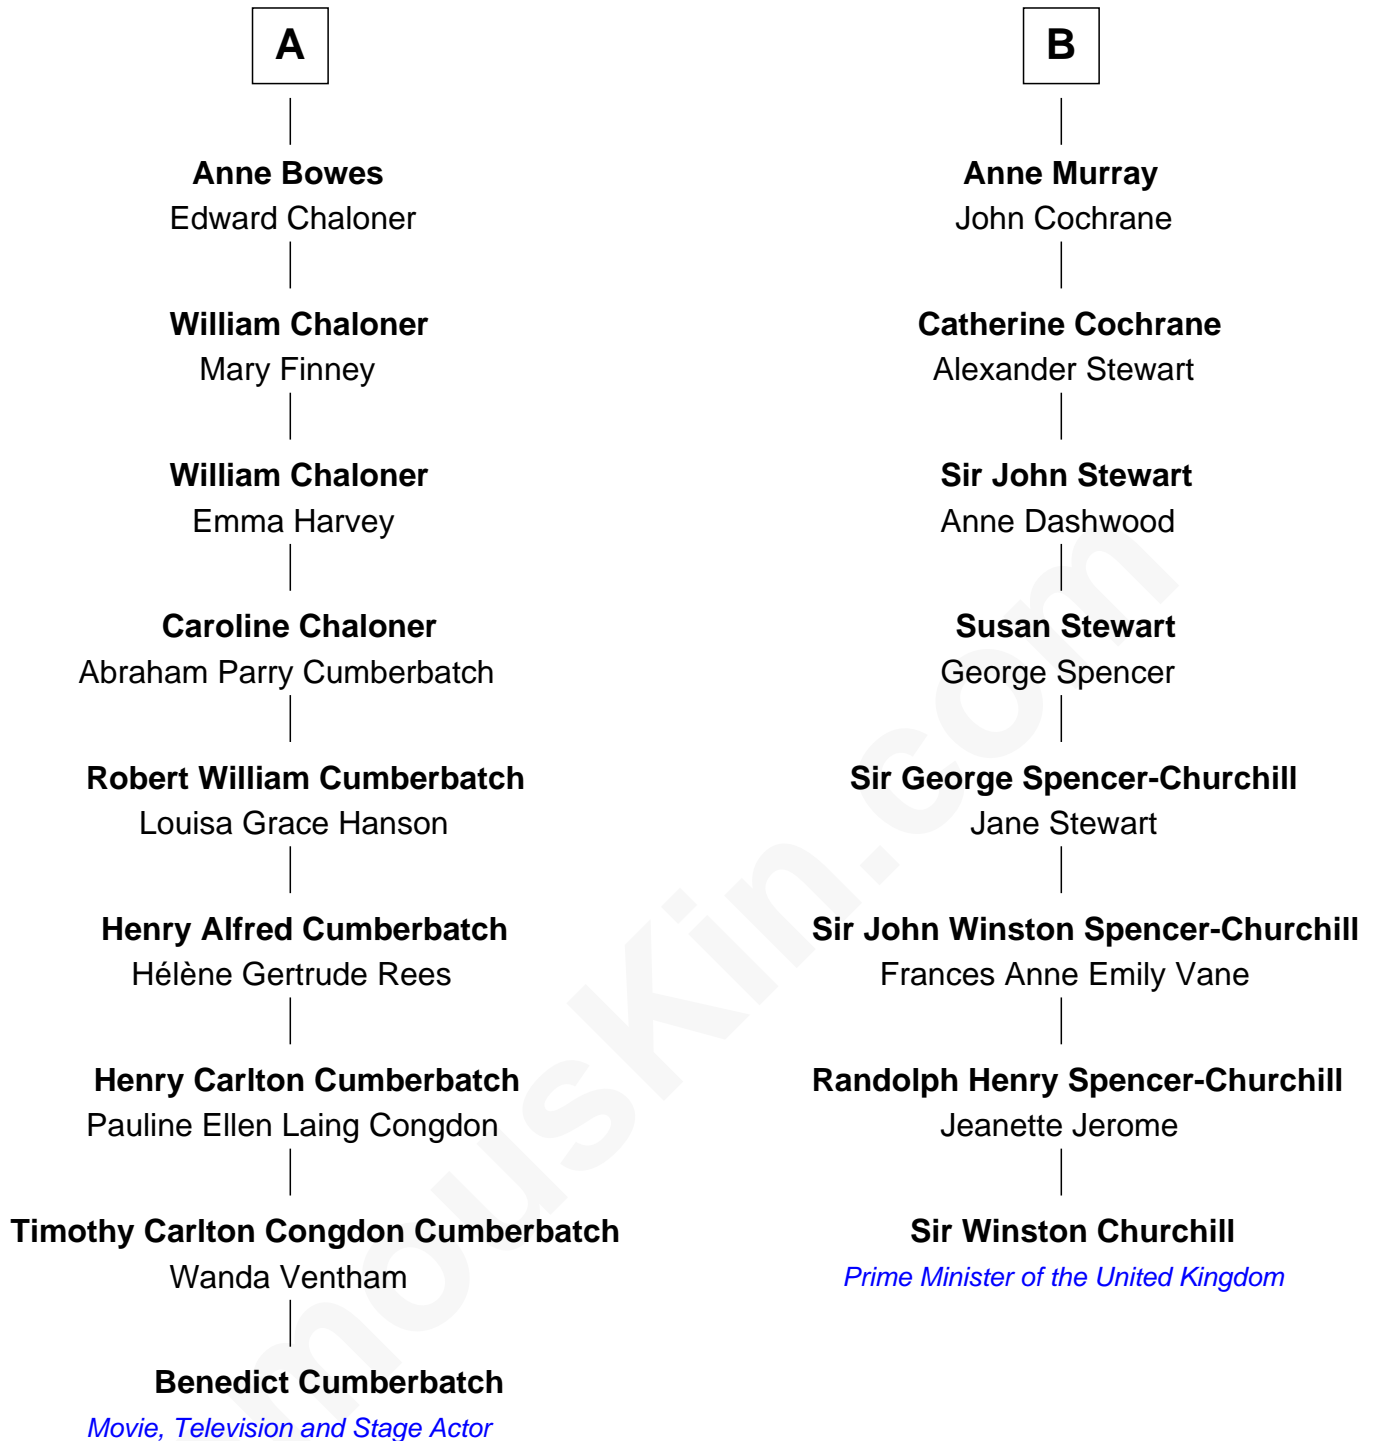 A
Anne Bowes
Edward Chaloner
William Chaloner
Mary Finney
William Chaloner
Emma Harvey
Caroline Chaloner
Abraham Parry Cumberbatch
Robert William Cumberbatch
Louisa Grace Hanson
Henry Alfred Cumberbatch
Hélène Gertrude Rees
Henry Carlton Cumberbatch
Pauline Ellen Laing Congdon
Timothy Carlton Congdon Cumberbatch
Wanda Ventham
Benedict Cumberbatch
Movie, Television and Stage Actor
B
Anne Murray
John Cochrane
Catherine Cochrane
Alexander Stewart
Sir John Stewart
Anne Dashwood
Susan Stewart
George Spencer
Sir George Spencer-Churchill
Jane Stewart
Sir John Winston Spencer-Churchill
Frances Anne Emily Vane
Randolph Henry Spencer-Churchill
Jeanette Jerome
Sir Winston Churchill
Prime Minister of the United Kingdom
mousKin.com